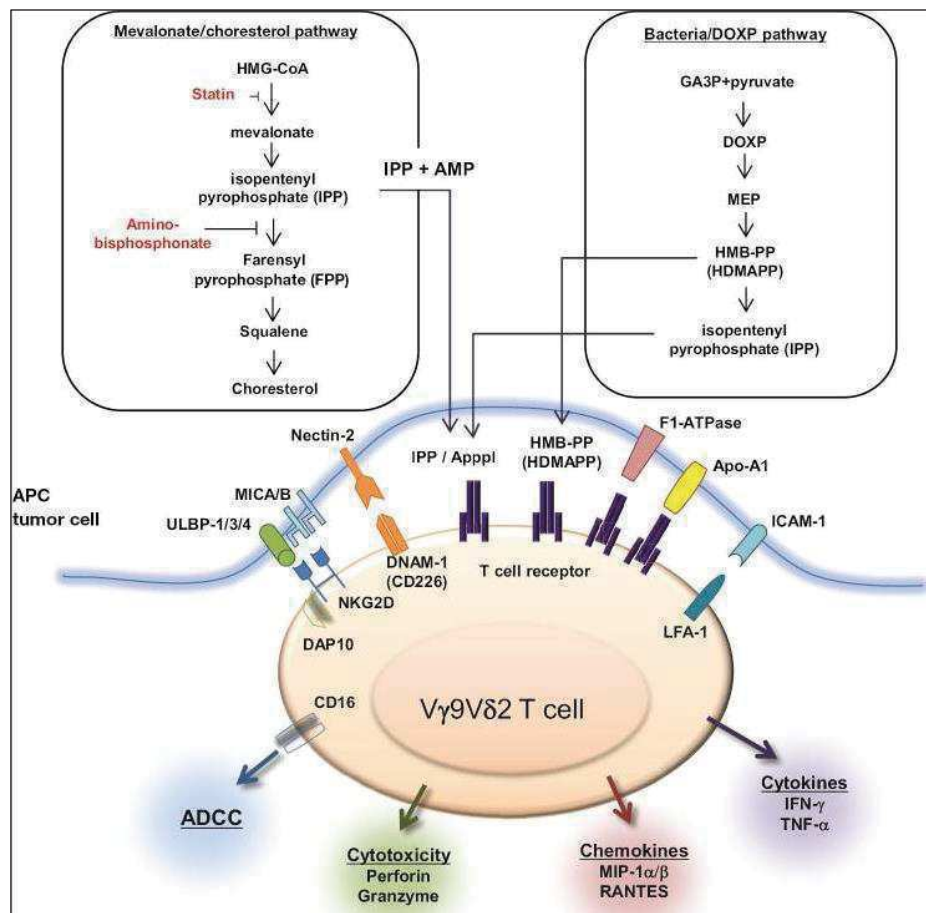 Mevalonate/choresterol pathway
HMG-CoA
Statin
mevalonate
isopentenyl
pyrophosphate (IPP)
Amino-
bisphosphonate
Farensyl
pyrophosphate (FPP)
Squalene
Choresterol
IPP + AMP
Bacteria/DOXP pathway
GA3P+pyruvate
DOXP
MEP
HMB-PP
(HDMAPP)
isopentenyl
pyrophosphate (IPP)
APC
tumor cell
Nectin-2
MICA/B
ULBP-1/3/4
IPP / ApppI
HMB-PP
(HDMAPP)
F1-ATPase
Apo-A1
ICAM-1
DNAM-1
(CD226)
T cell receptor
NKG2D
DAP10
LFA-1
CD16
Vγ9Vδ2 T cell
ADCC
Cytotoxicity
Perforin
Granzyme
Chemokines
MIP-1α/β
RANTES
Cytokines
IFN-γ
TNF-α